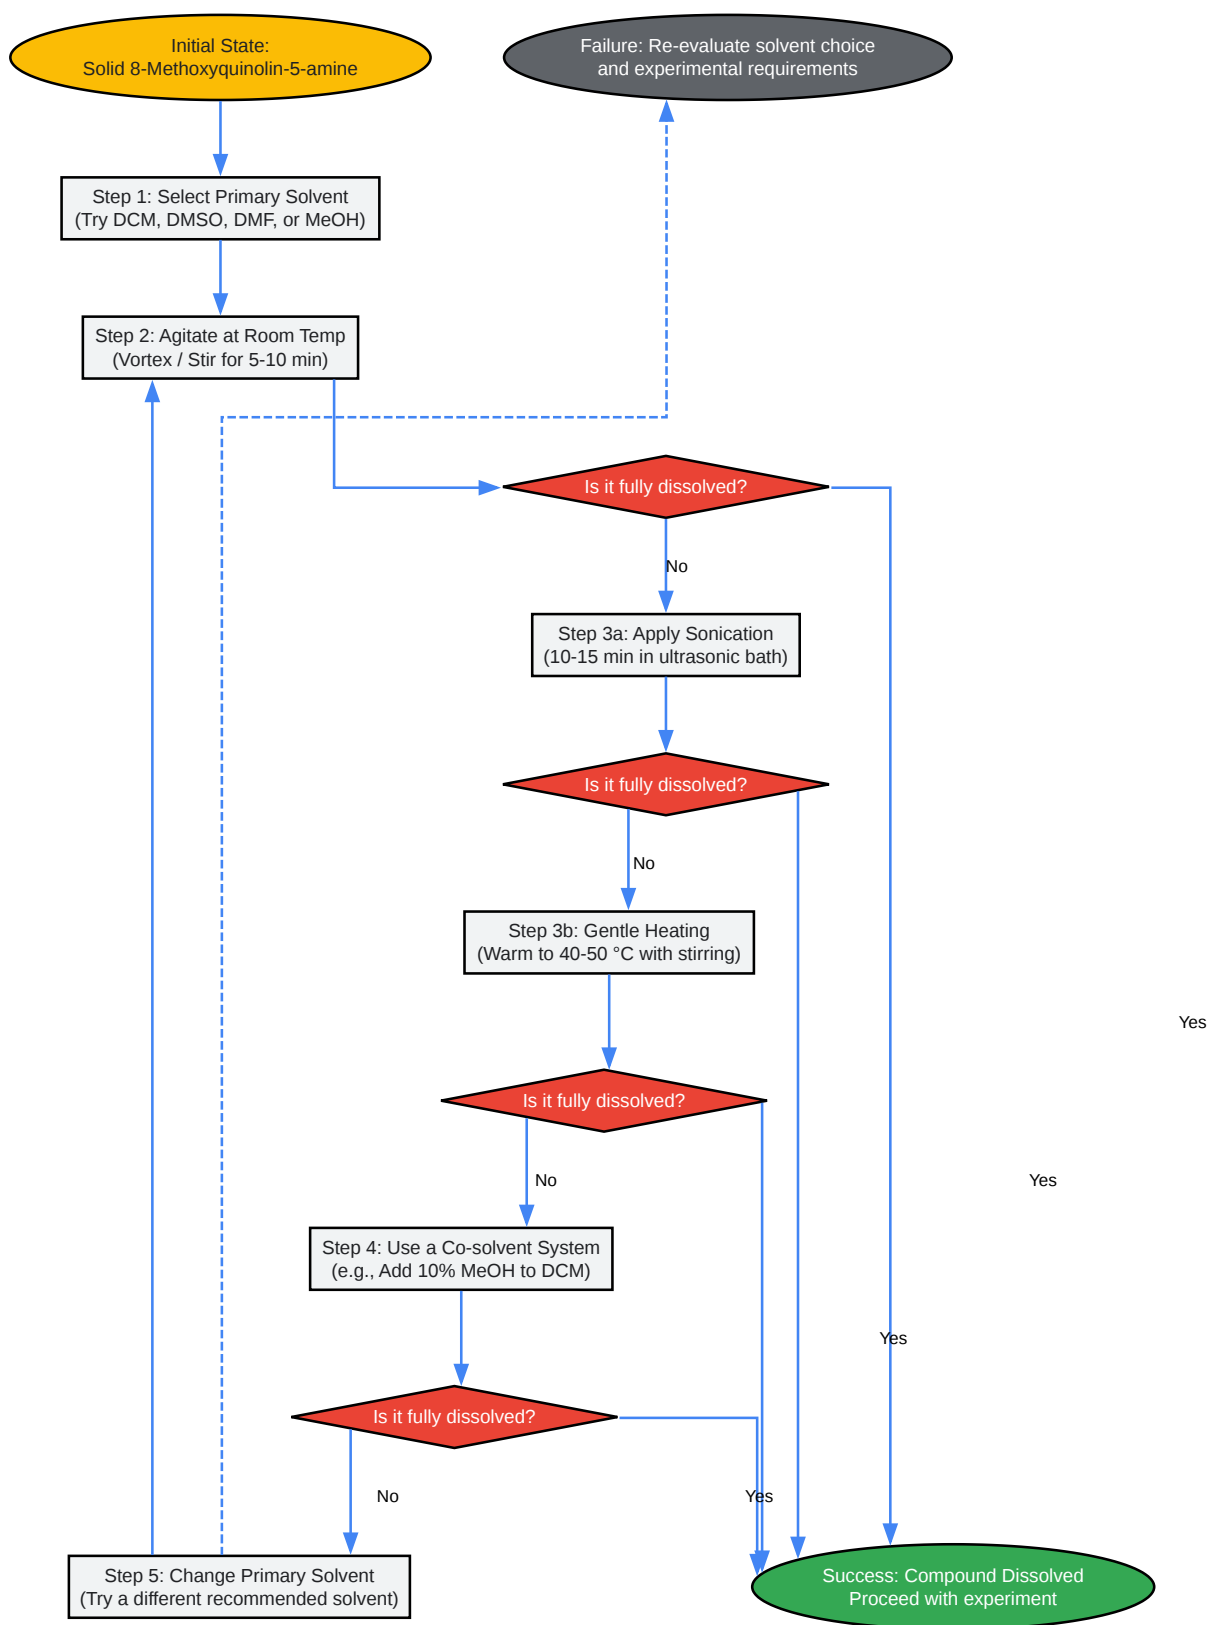 Initial State:
Solid 8-Methoxyquinolin-5-amine
Failure: Re-evaluate solvent choice
and experimental requirements
Step 1: Select Primary Solvent
(Try DCM, DMSO, DMF, or MeOH)
Step 2: Agitate at Room Temp
(Vortex / Stir for 5-10 min)
Is it fully dissolved?
No
Step 3a: Apply Sonication
(10-15 min in ultrasonic bath)
Is it fully dissolved?
No
Step 3b: Gentle Heating
(Warm to 40-50 °C with stirring)
Yes
Is it fully dissolved?
No
Yes
Step 4: Use a Co-solvent System
(e.g., Add 10% MeOH to DCM)
Yes
Is it fully dissolved?
No
Yes
Step 5: Change Primary Solvent
(Try a different recommended solvent)
Success: Compound Dissolved
Proceed with experiment